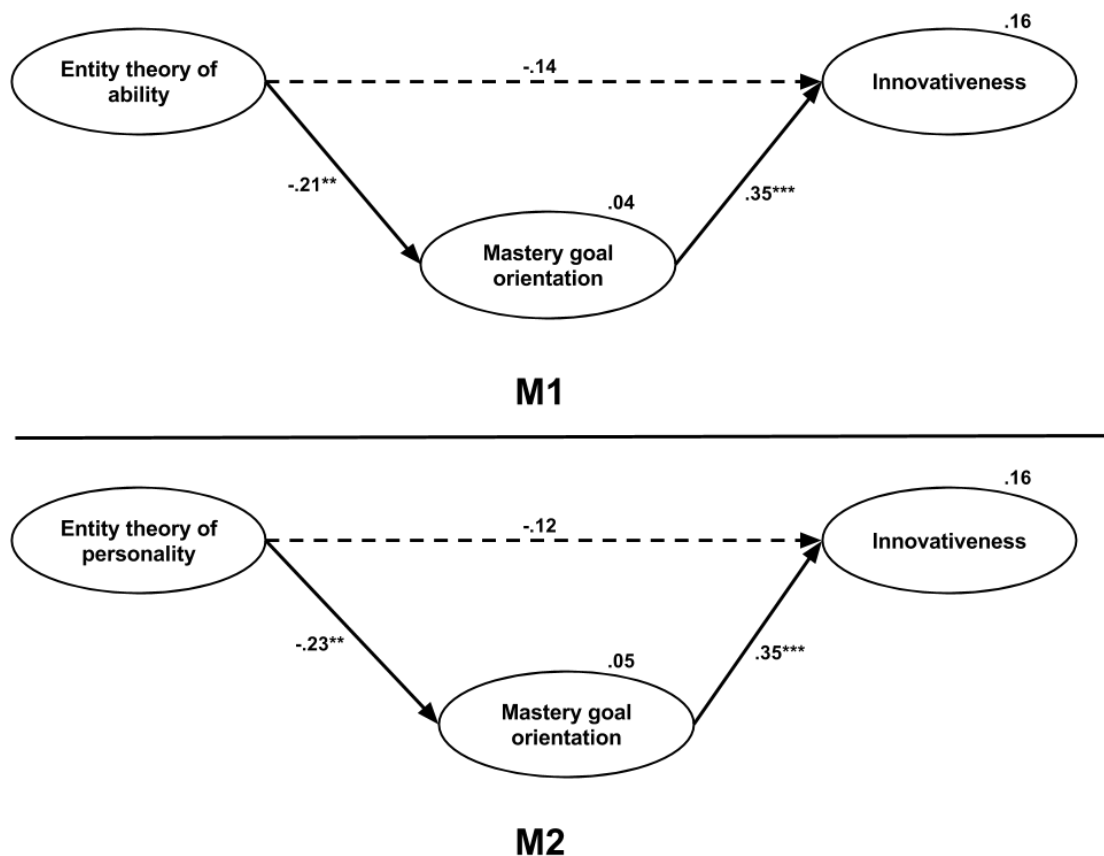 .16
Entity theory of
ability
-.14
Innovativeness
-.21**
.35***
.04
Mastery goal
orientation
M1
.16
Entity theory of
personality
-.12
Innovativeness
-.23**
.35***
.05
Mastery goal
orientation
M2